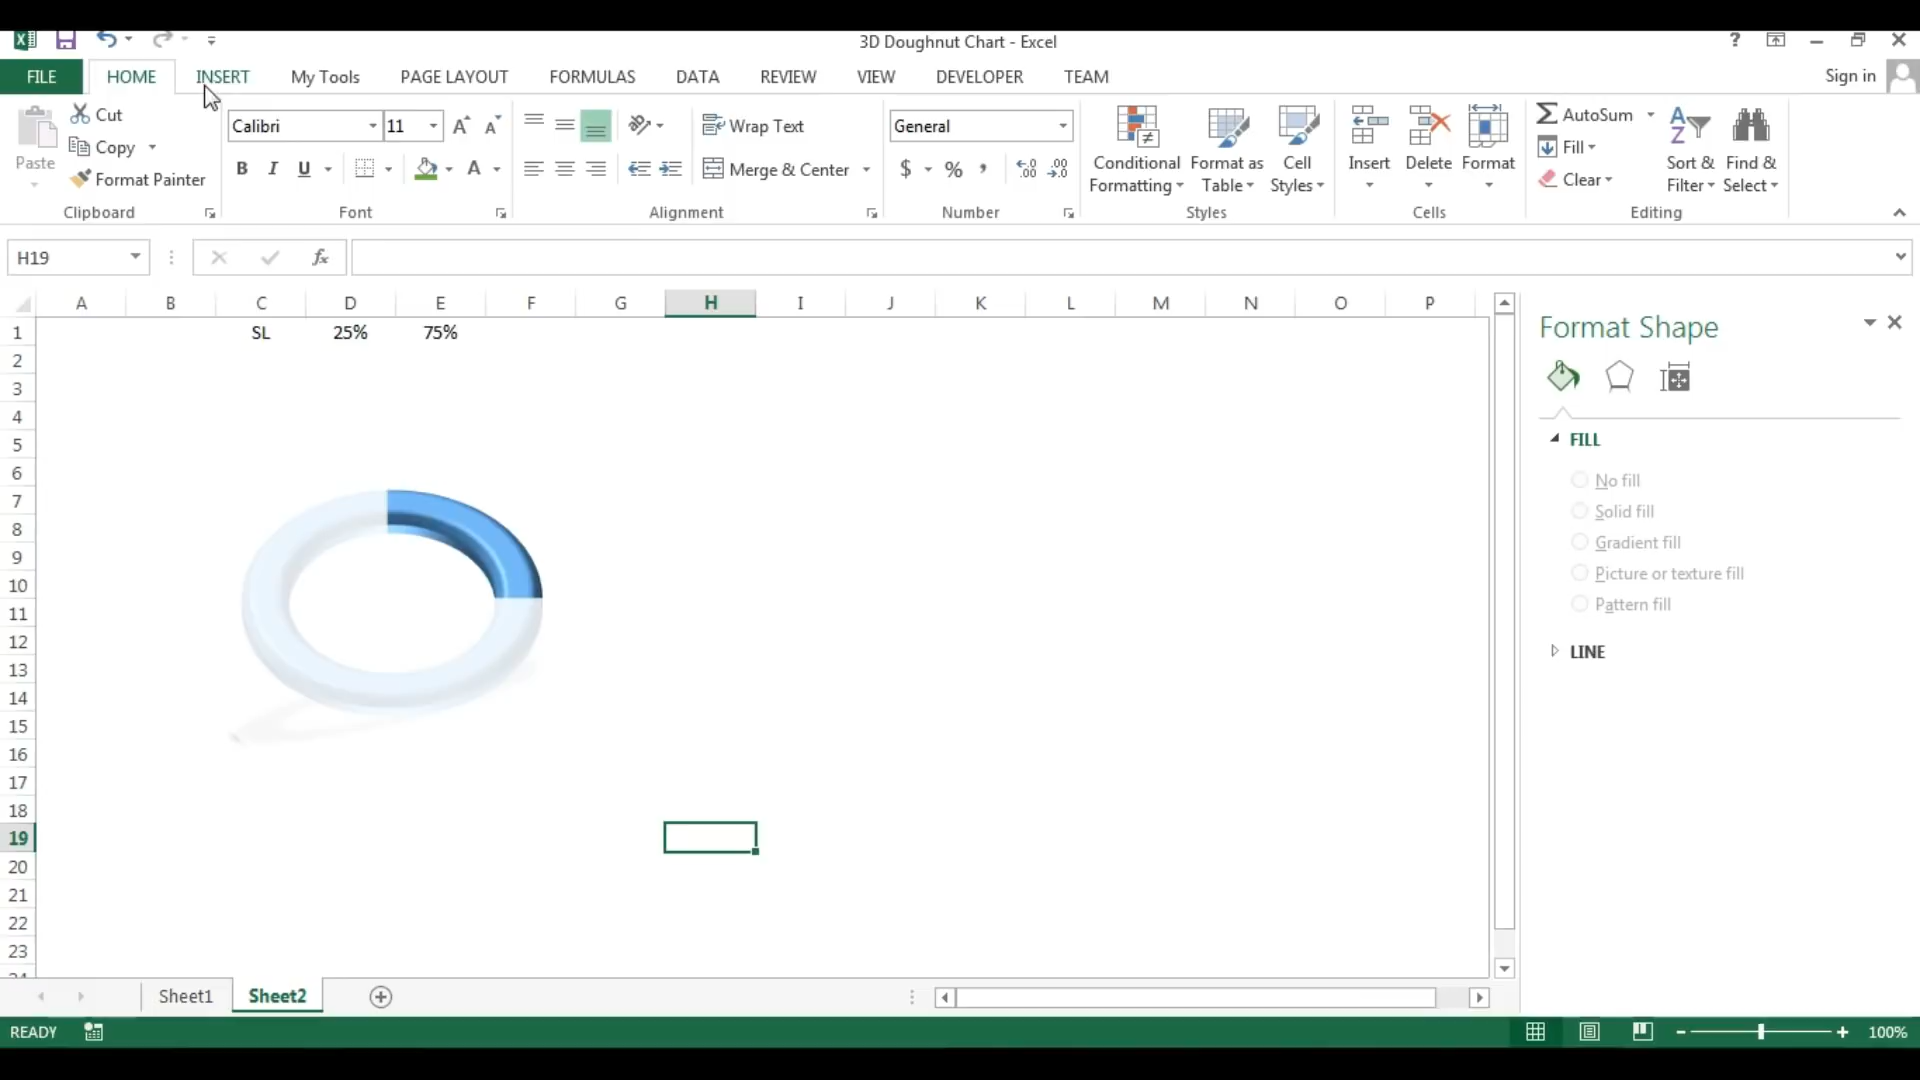 3D Doughnut Chart - Excel
?
FILE HOME INSERT My Tools PAGE LAYOUT FORMULAS DATA REVIEW VIEW DEVELOPER TEAM Sign in
Paste
Cut
Copy
Format Painter
Clipboard
Calibri 11
B I U A
Font
Wrap Text
Merge & Center
Alignment
General
$ % ,
Number
Conditional Formatting
Format as Table
Cell Styles
Styles
Insert
Delete
Format
Cells
AutoSum
Fill
Clear
Sort & Filter
Find & Select
Editing
H19
fx
A B C D E F G H I J K L M N O P
1 SL 25% 75%
2
3
4
5
6
7
8
9
10
11
12
13
14
15
16
17
18
19
20
21
22
23
24
Format Shape
FILL
No fill
Solid fill
Gradient fill
Picture or texture fill
Pattern fill
LINE
Sheet1 Sheet2
READY
100%